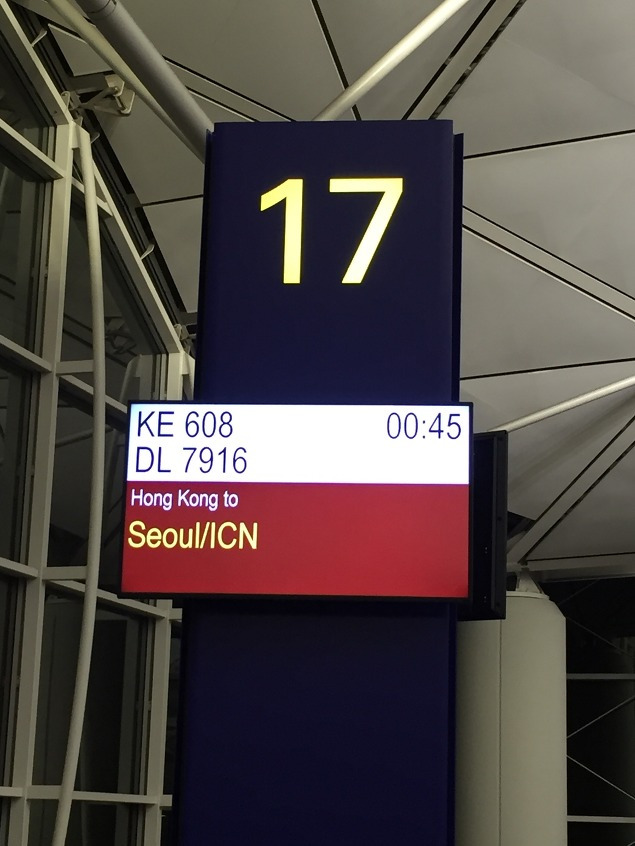 17
KE 608 00:45
DL 7916
Hong Kong to
Seoul/ICN